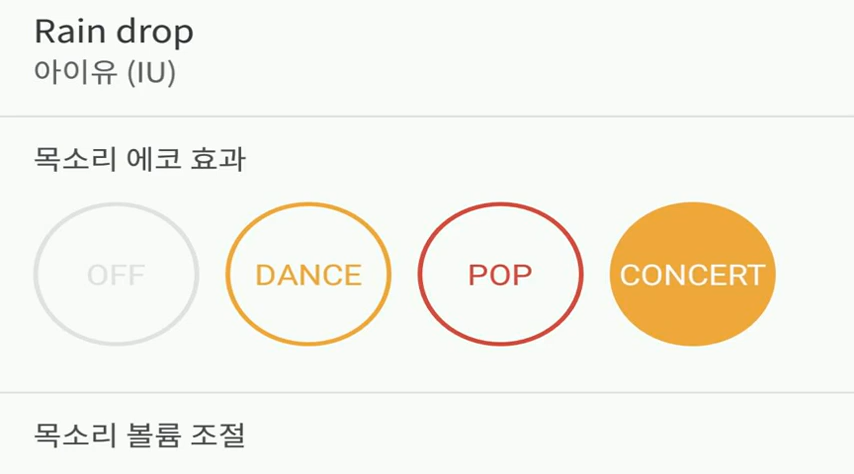 Rain drop
아이유 (IU)
목소리 에코 효과
OFF DANCE POP CONCERT
목소리 볼륨 조절